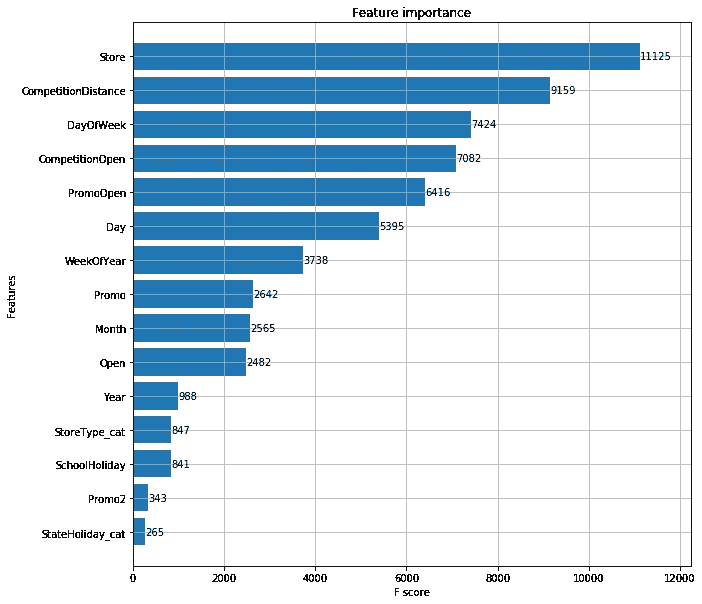 Feature importance
Store 11125
CompetitionDistance 9159
DayOfWeek 7424
CompetitionOpen 7082
PromoOpen 6416
Day 5395
WeekOfYear 3738
Promo 2642
Month 2565
Open 2482
Year 988
StoreType_cat 847
SchoolHoliday 841
Promo2 343
StateHoliday_cat 265
Features
0 2000 4000 6000 8000 10000 12000
F score